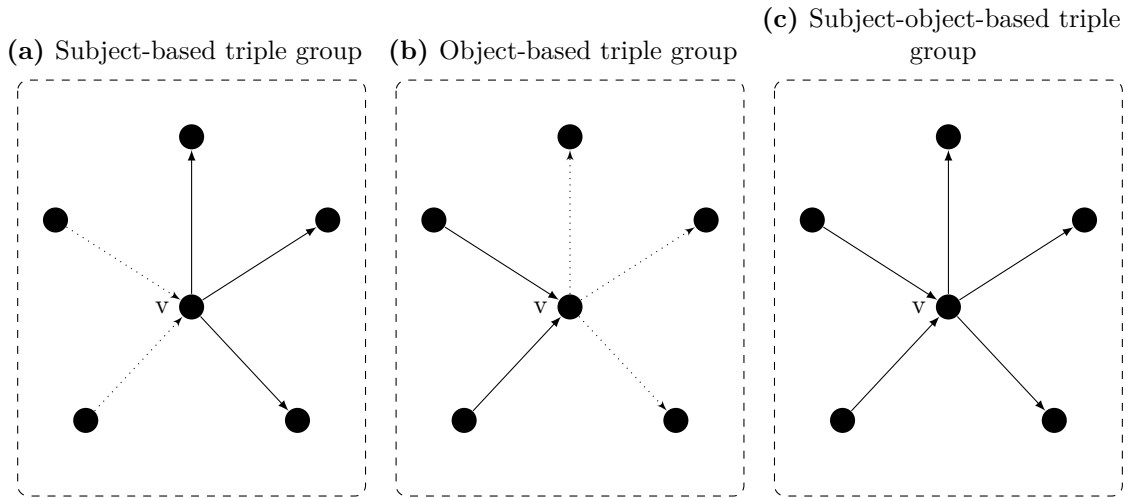 (a) Subject-based triple group
(b) Object-based triple group
(c) Subject-object-based triple
group
v
v
v